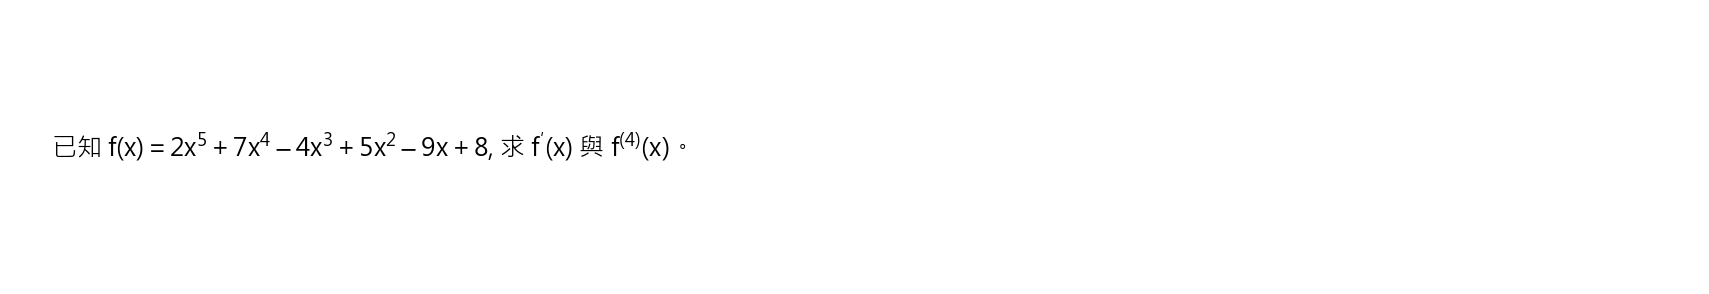 已知 f(x) = 2x⁵ + 7x⁴ – 4x³ + 5x² – 9x + 8, 求 f ′(x) 與 f⁽⁴⁾(x)。